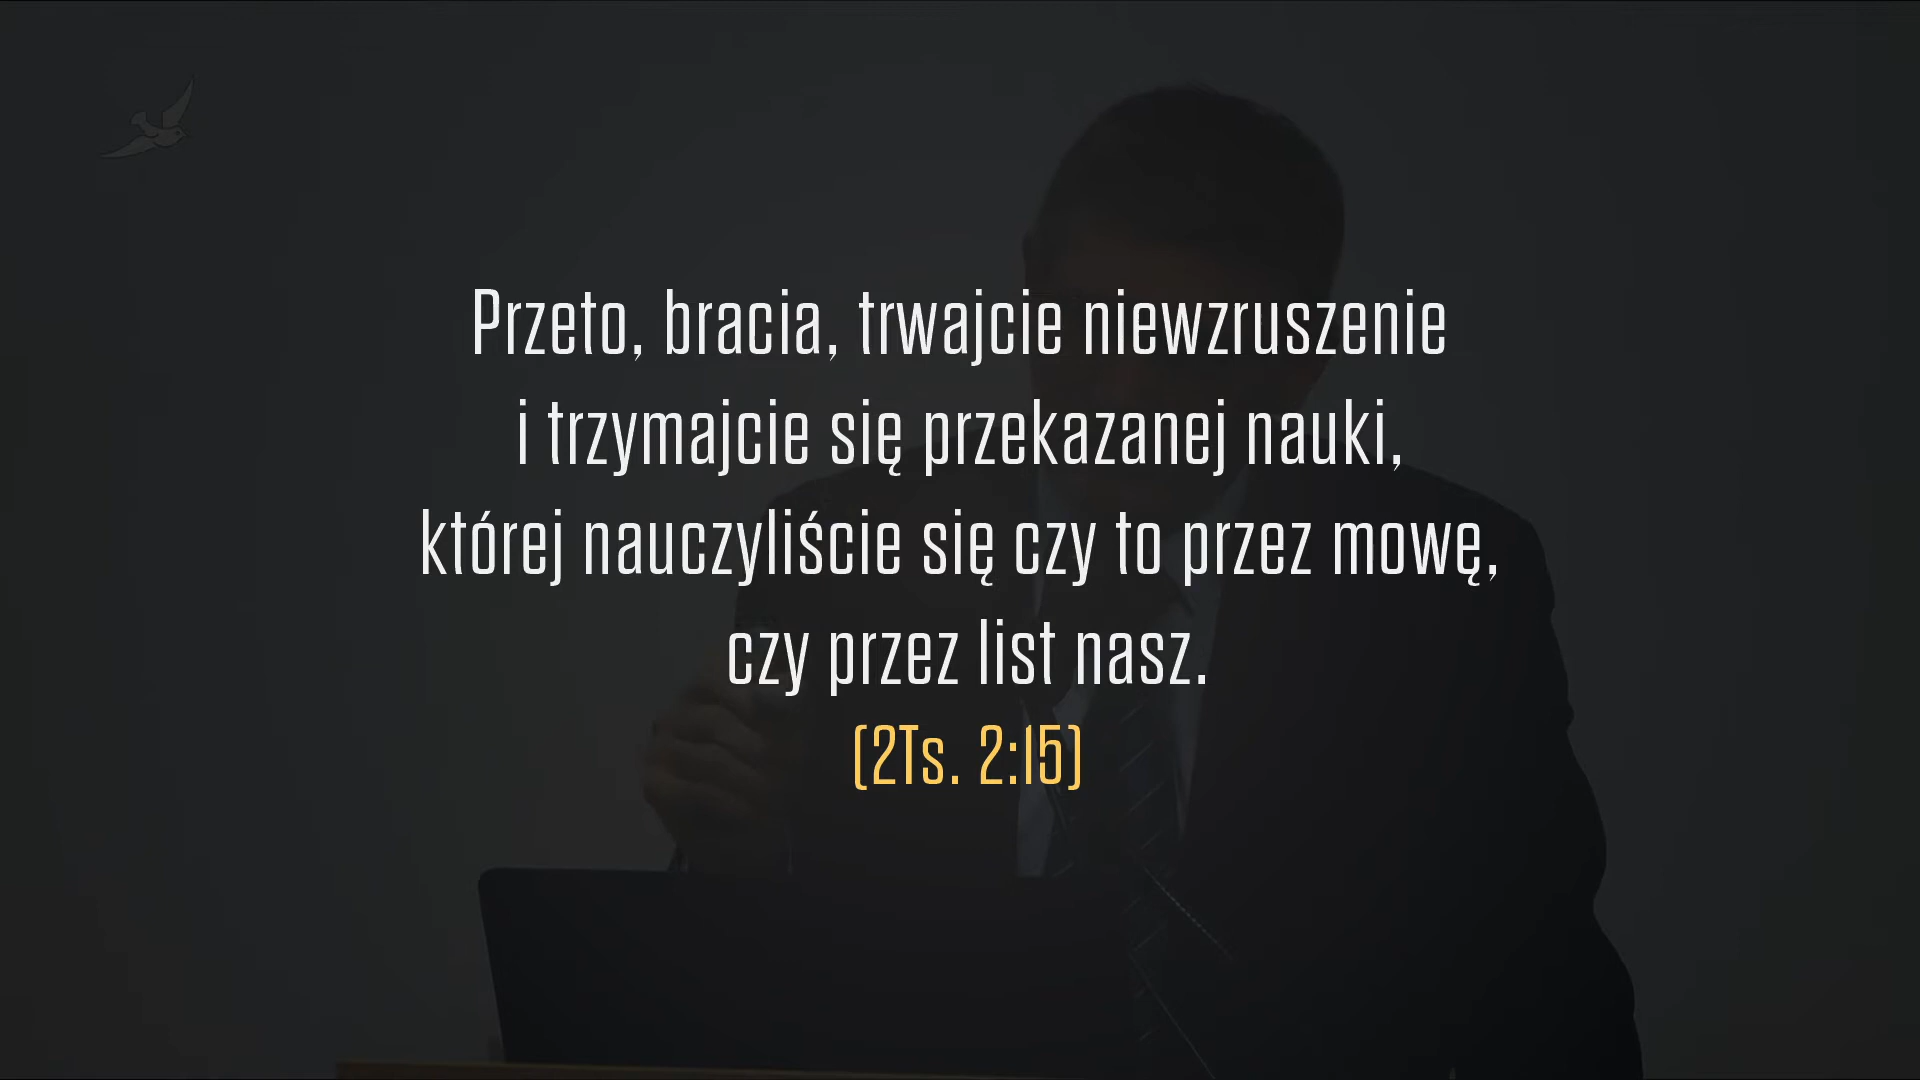 Przeto, bracia, trwajcie niewzruszenie
i trzymajcie się przekazanej nauki,
której nauczyliście się czy to przez mowę,
czy przez list nasz.
(2Ts. 2:15)